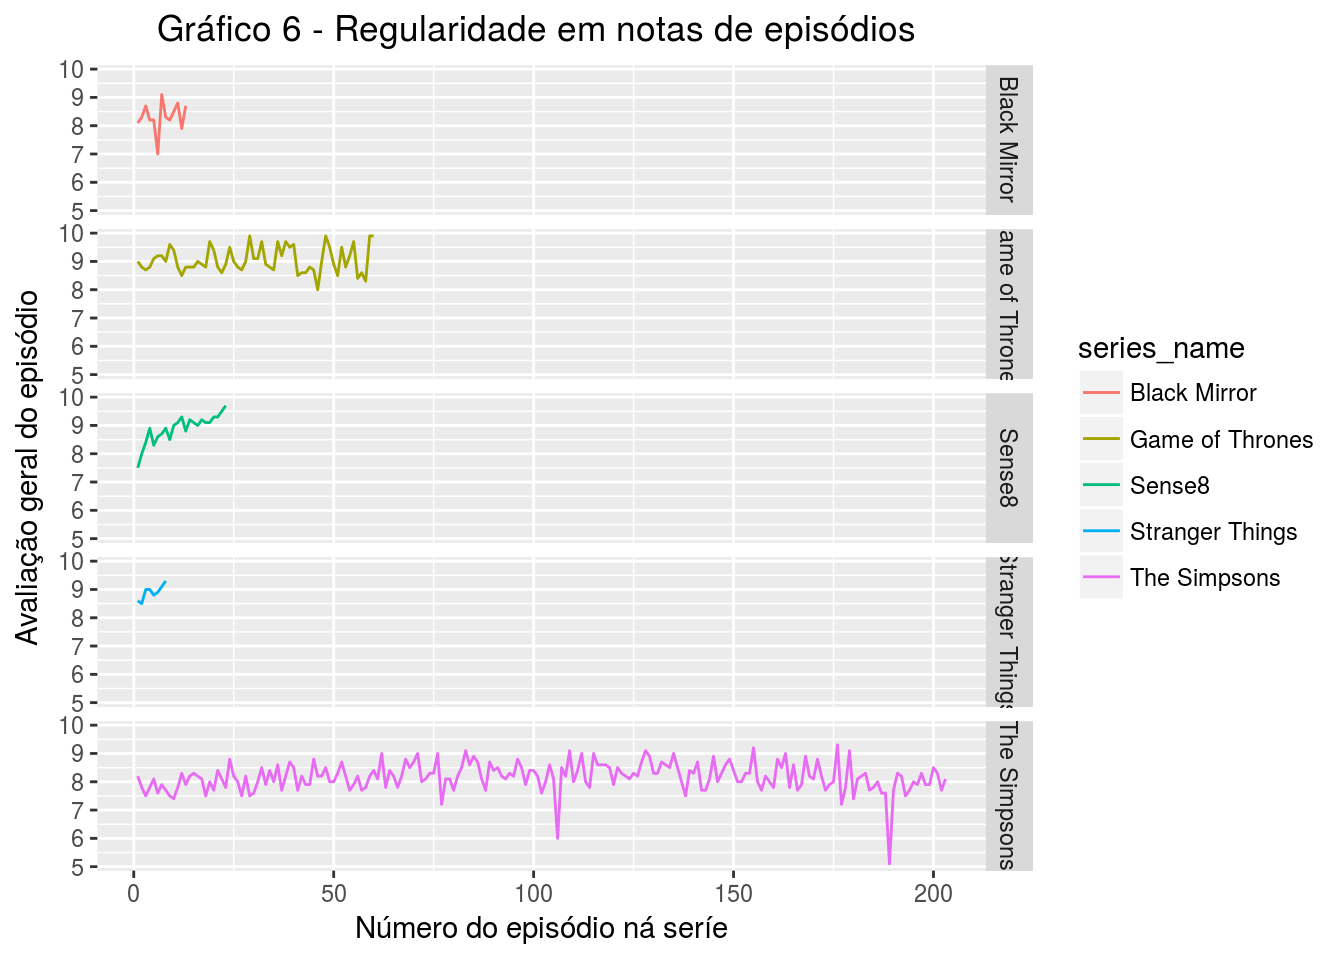 Gráfico 6 - Regularidade em notas de episódios
Avaliação geral do episódio
10
9
8
7
6
5
Black Mirror
10
9
8
7
6
5
ame of Throne
10
9
8
7
6
5
Sense8
10
9
8
7
6
5
Stranger Things
10
9
8
7
6
5
The Simpsons
0 50 100 150 200
Número do episódio ná seríe
series_name
Black Mirror
Game of Thrones
Sense8
Stranger Things
The Simpsons